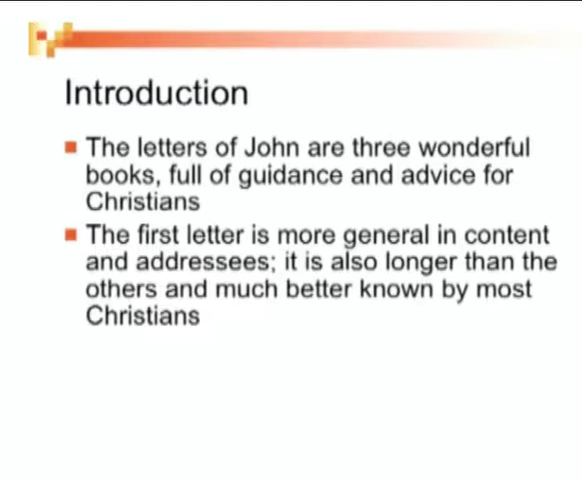 Introduction
The letters of John are three wonderful
books, full of guidance and advice for
Christians
The first letter is more general in content
and addressees; it is also longer than the
others and much better known by most
Christians